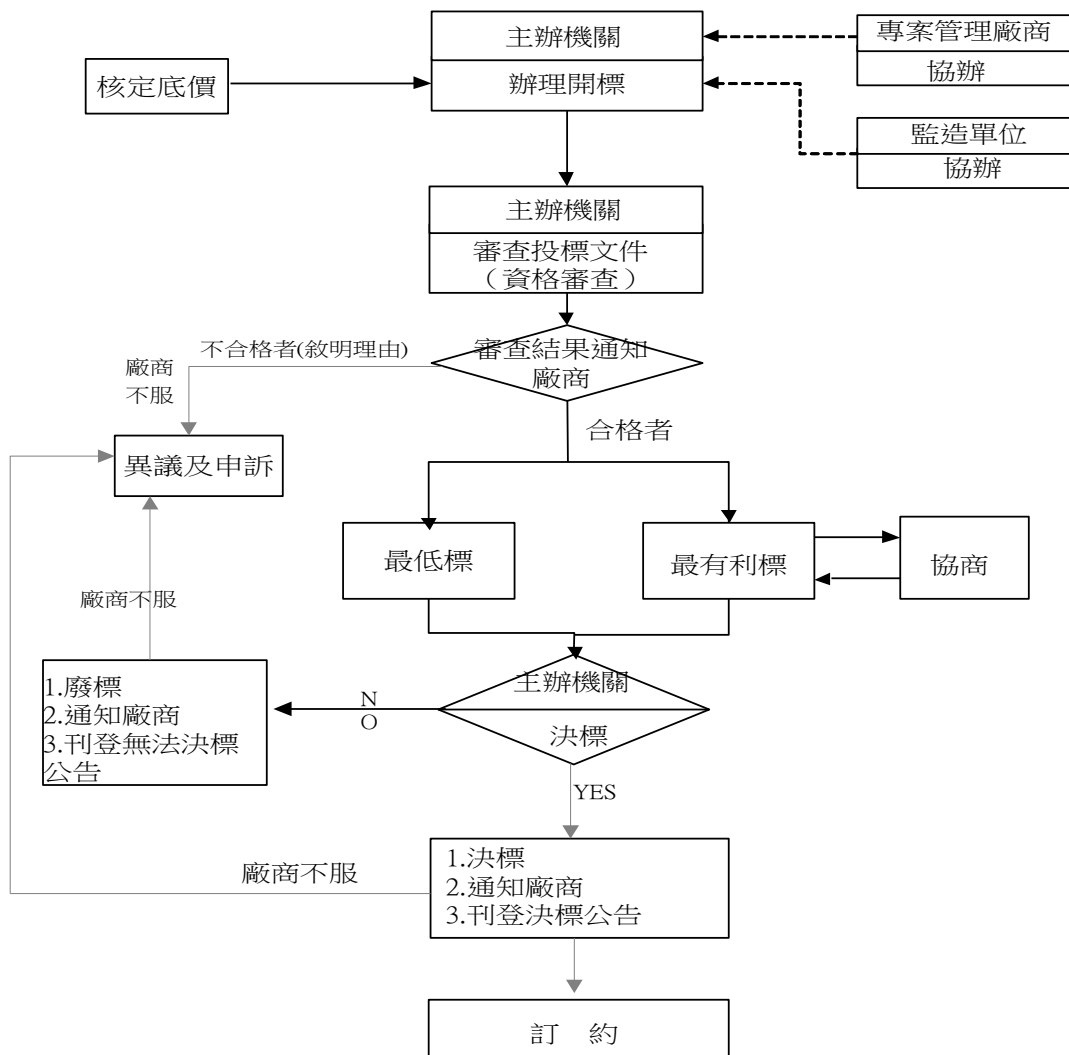 主辦機關
專案管理廠商
核定底價
辦理開標
協辦
監造單位
協辦
主辦機關
審查投標文件
（資格審查）
不合格者(敘明理由)
審查結果通知
廠商
廠商
不服
合格者
異議及申訴
最低標
最有利標
協商
廠商不服
1.廢標
2.通知廠商
3.刊登無法決標
公告
N
O
主辦機關
決標
YES
廠商不服
1.決標
2.通知廠商
3.刊登決標公告
訂　約